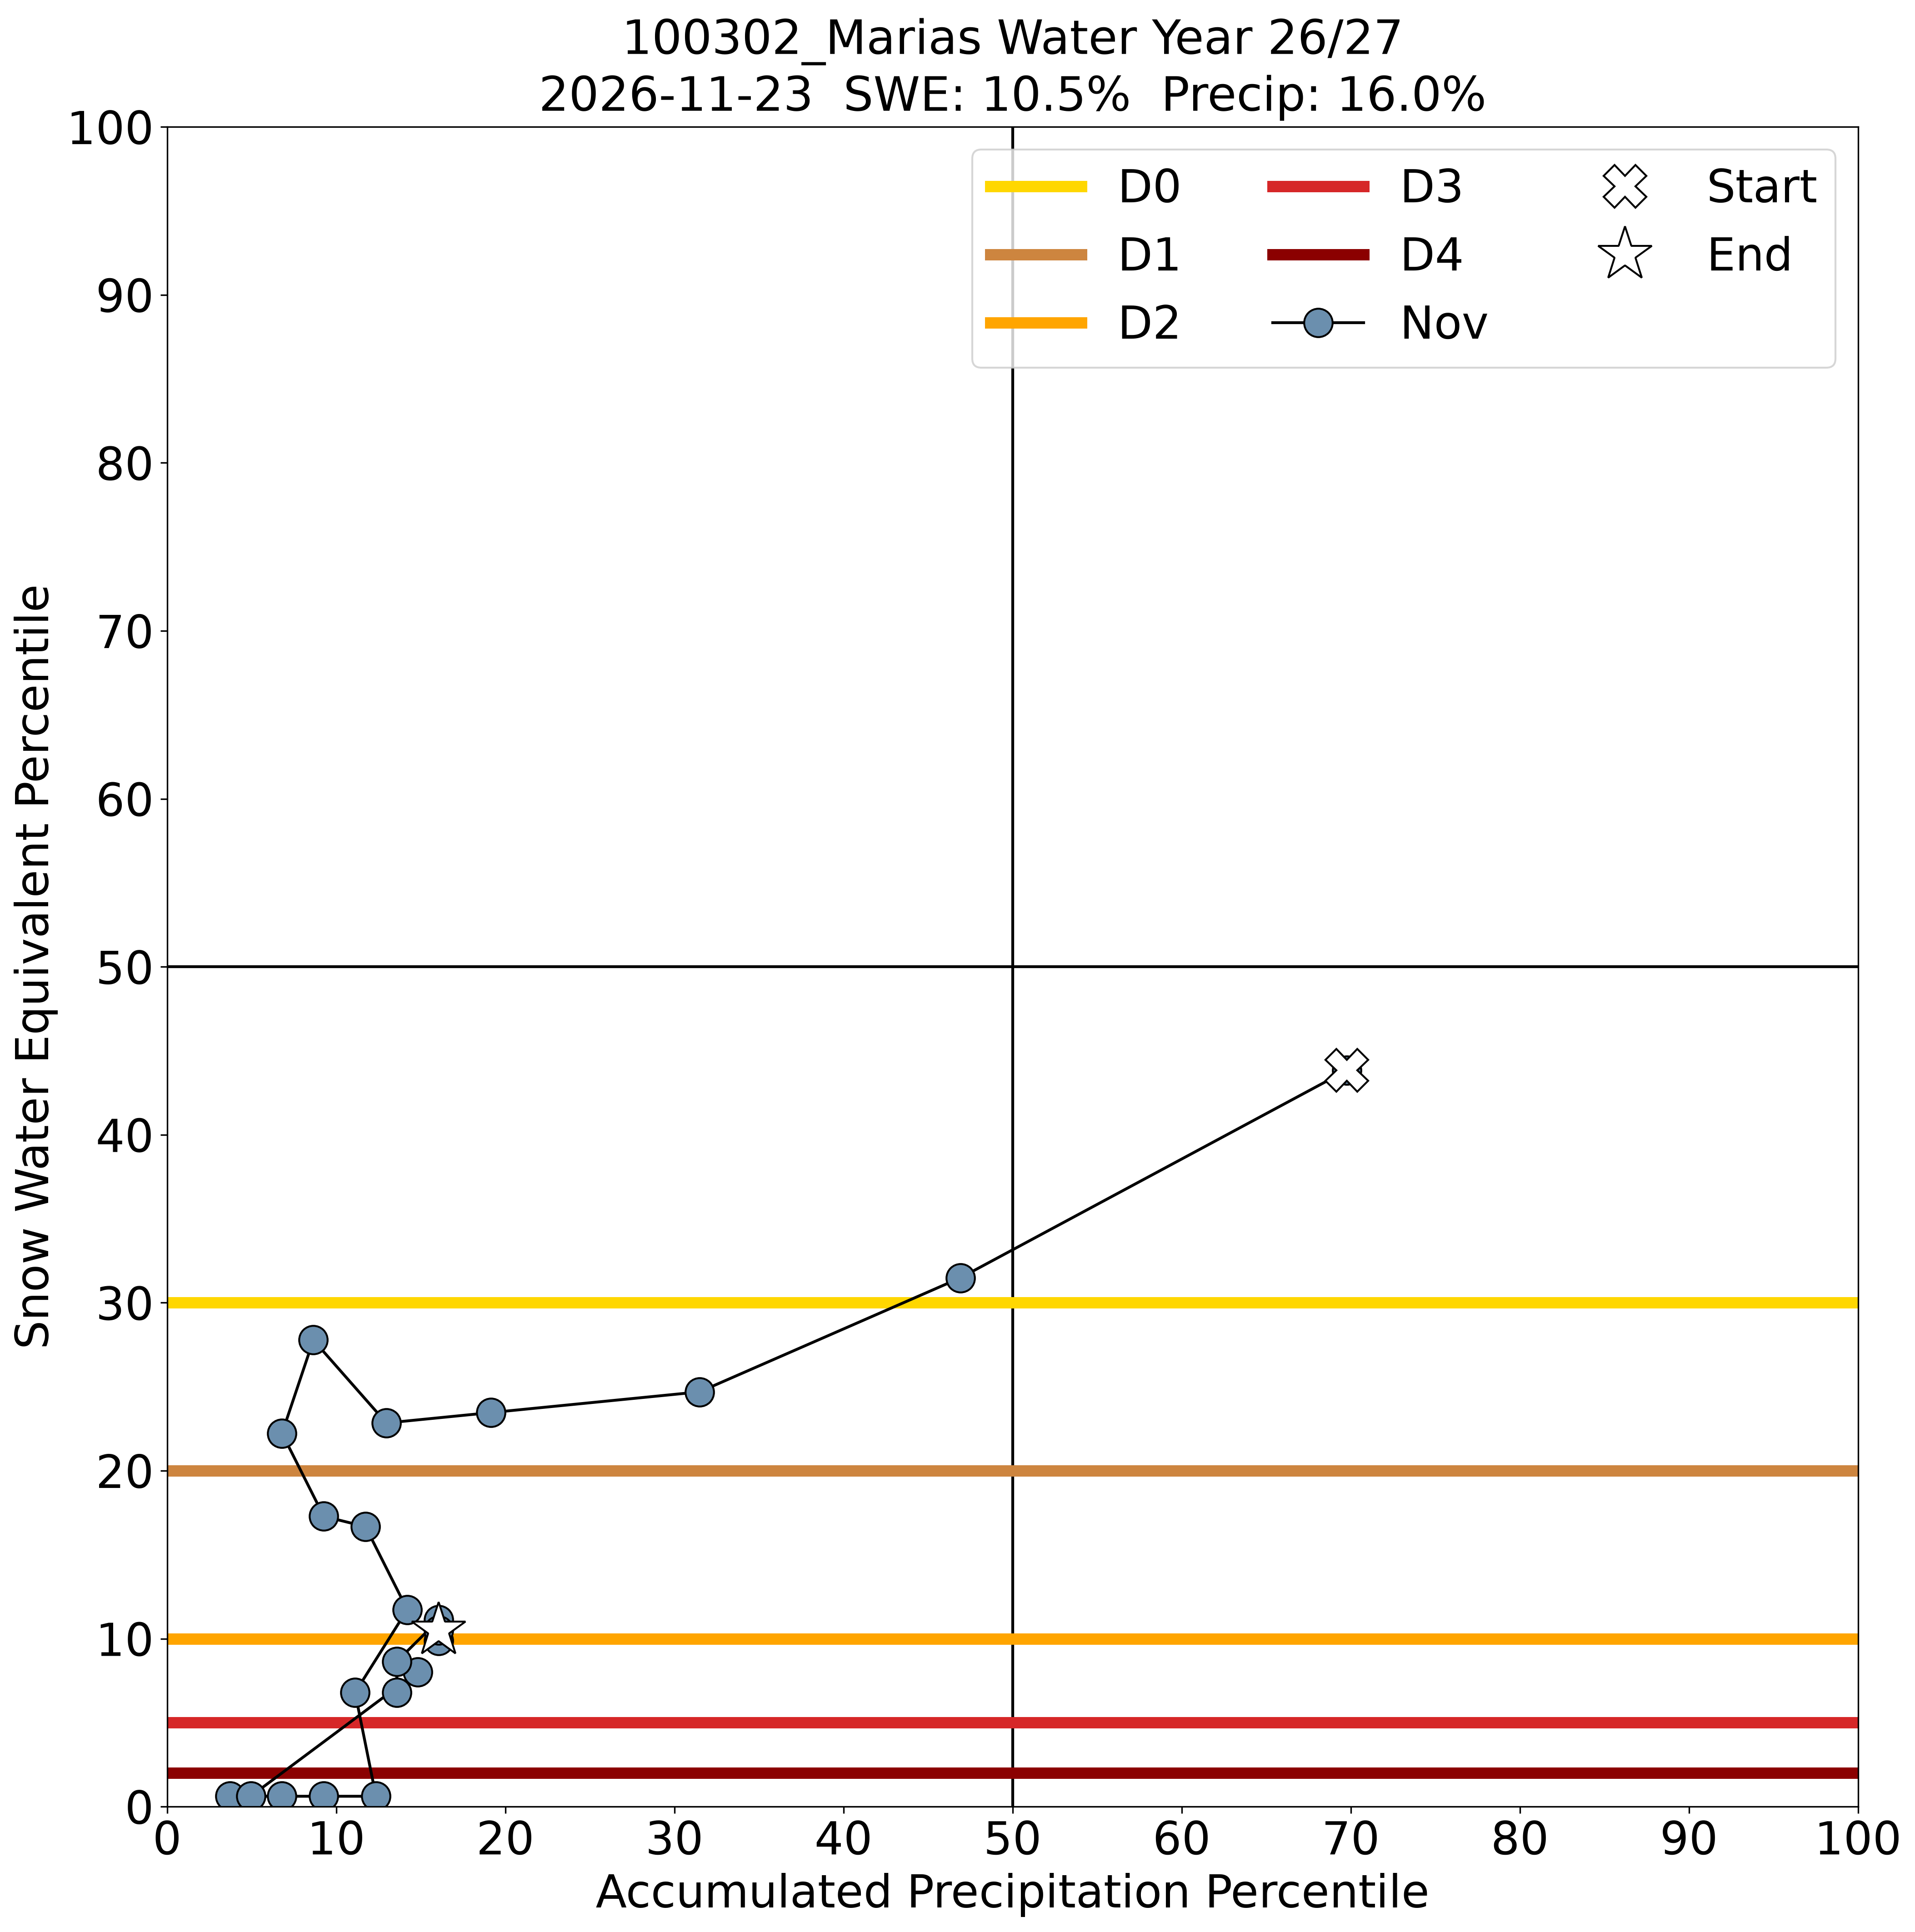 100302_Marias Water Year 26/27
2026-11-23  SWE: 10.5%  Precip: 16.0%
D0
D1
D2
D3
D4
Nov
Start
End
Snow Water Equivalent Percentile
100
90
80
70
60
50
40
30
20
10
0
0 10 20 30 40 50 60 70 80 90 100
Accumulated Precipitation Percentile